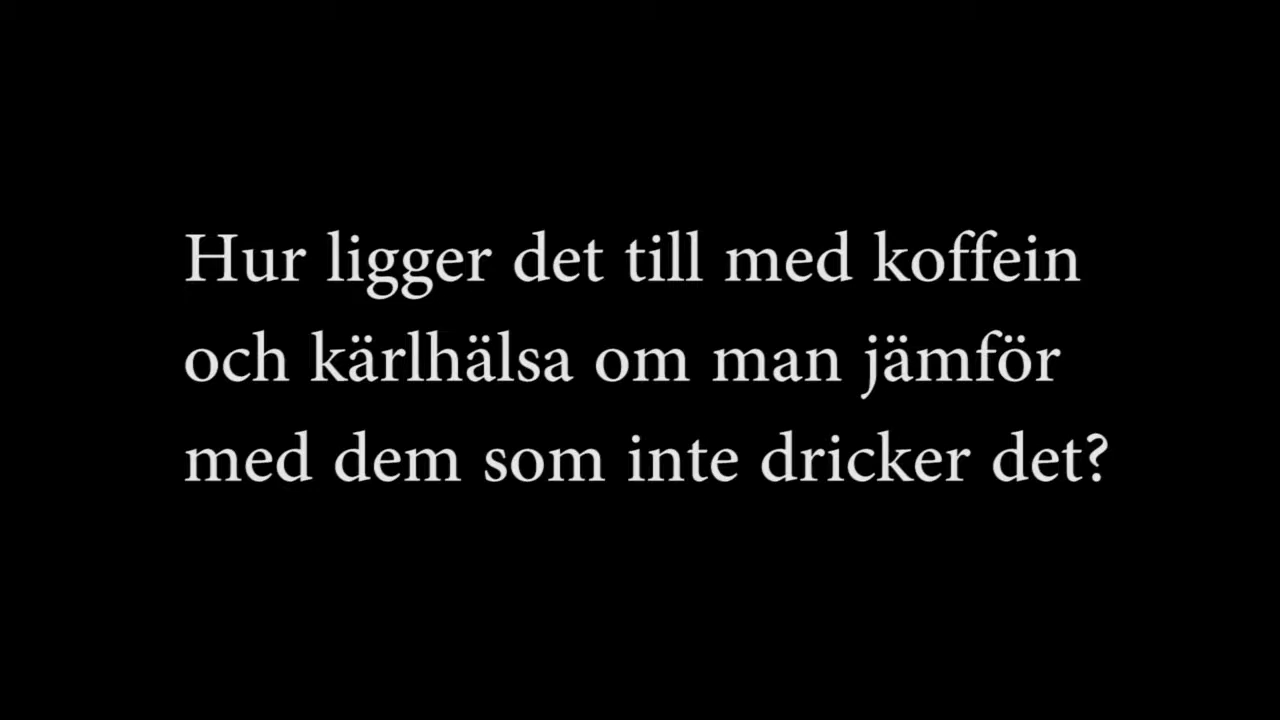 Hur ligger det till med koffein
och kärlhälsa om man jämför
med dem som inte dricker det?